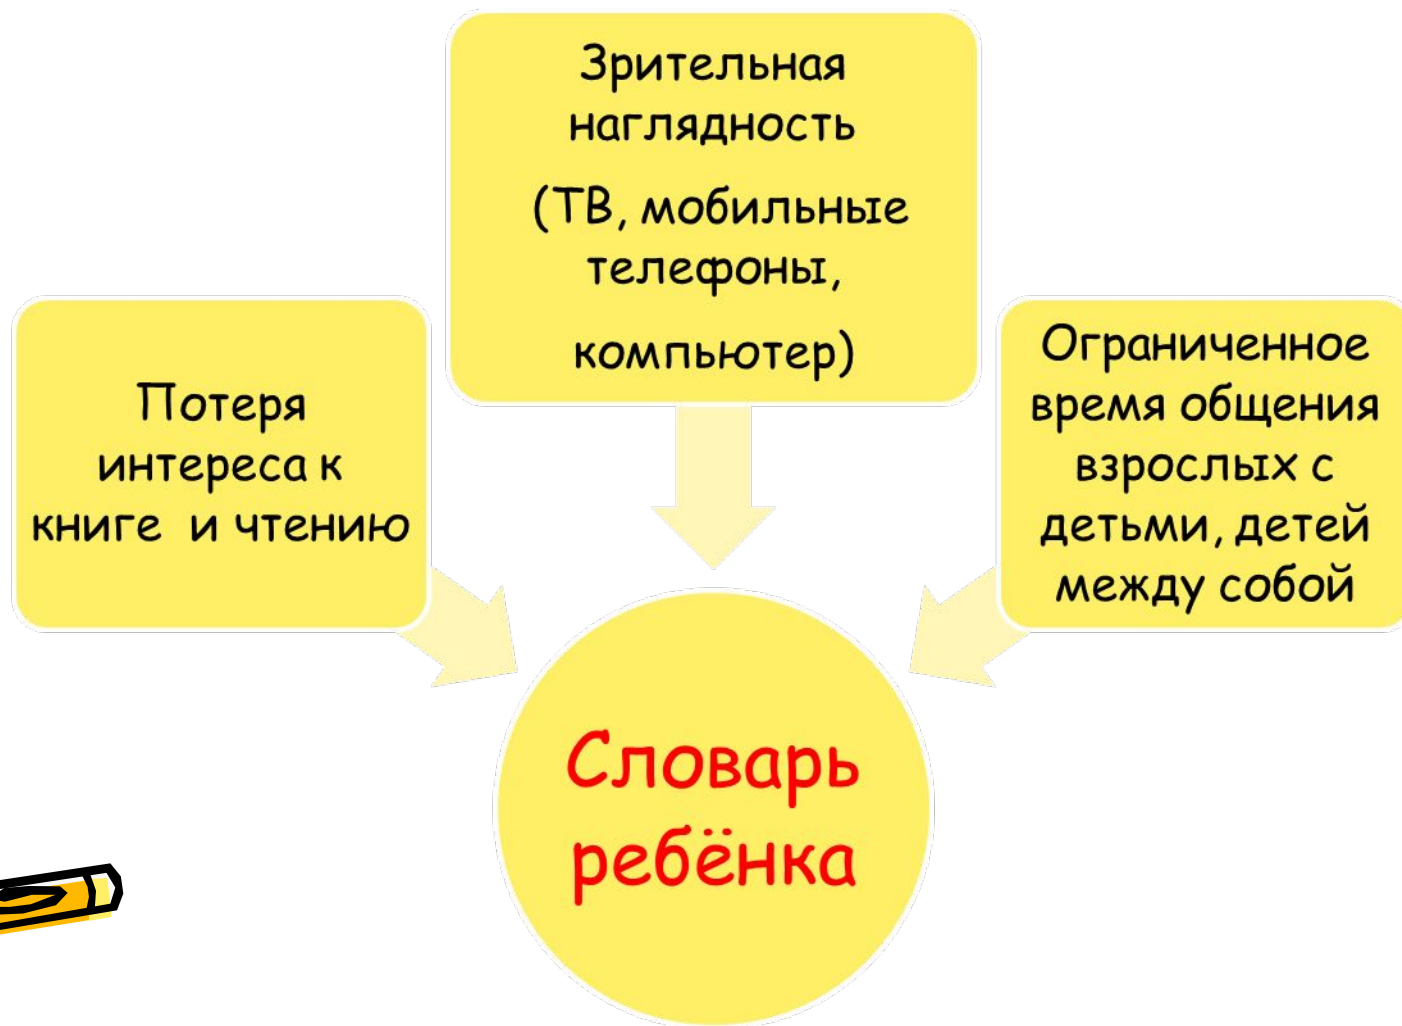 Зрительная
наглядность
(ТВ, мобильные
телефоны,
компьютер)
Потеря
интереса к
книге и чтению
Ограниченное
время общения
взрослых с
детьми, детей
между собой
Словарь
ребёнка